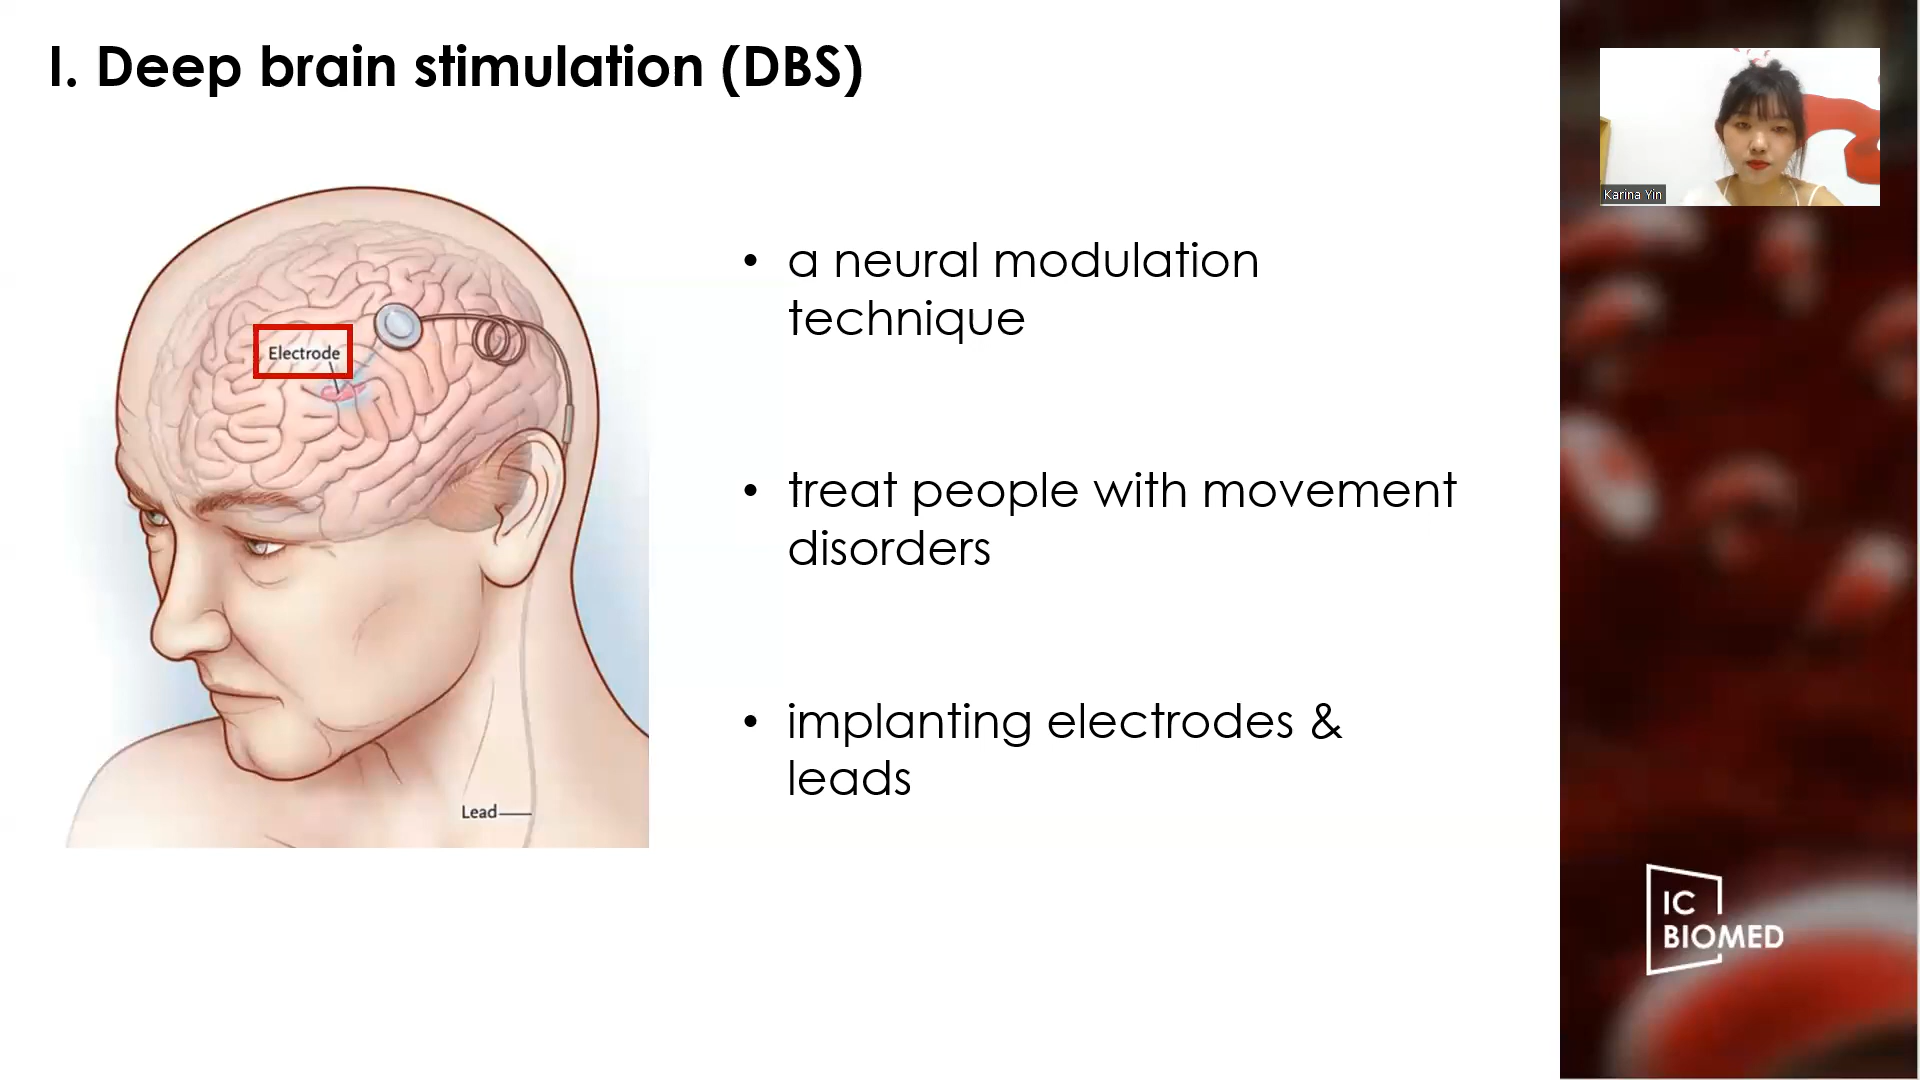 I. Deep brain stimulation (DBS)
Karina Yin
• a neural modulation
technique
Electrode
• treat people with movement
disorders
• implanting electrodes &
leads
Lead
IC
BIOMED